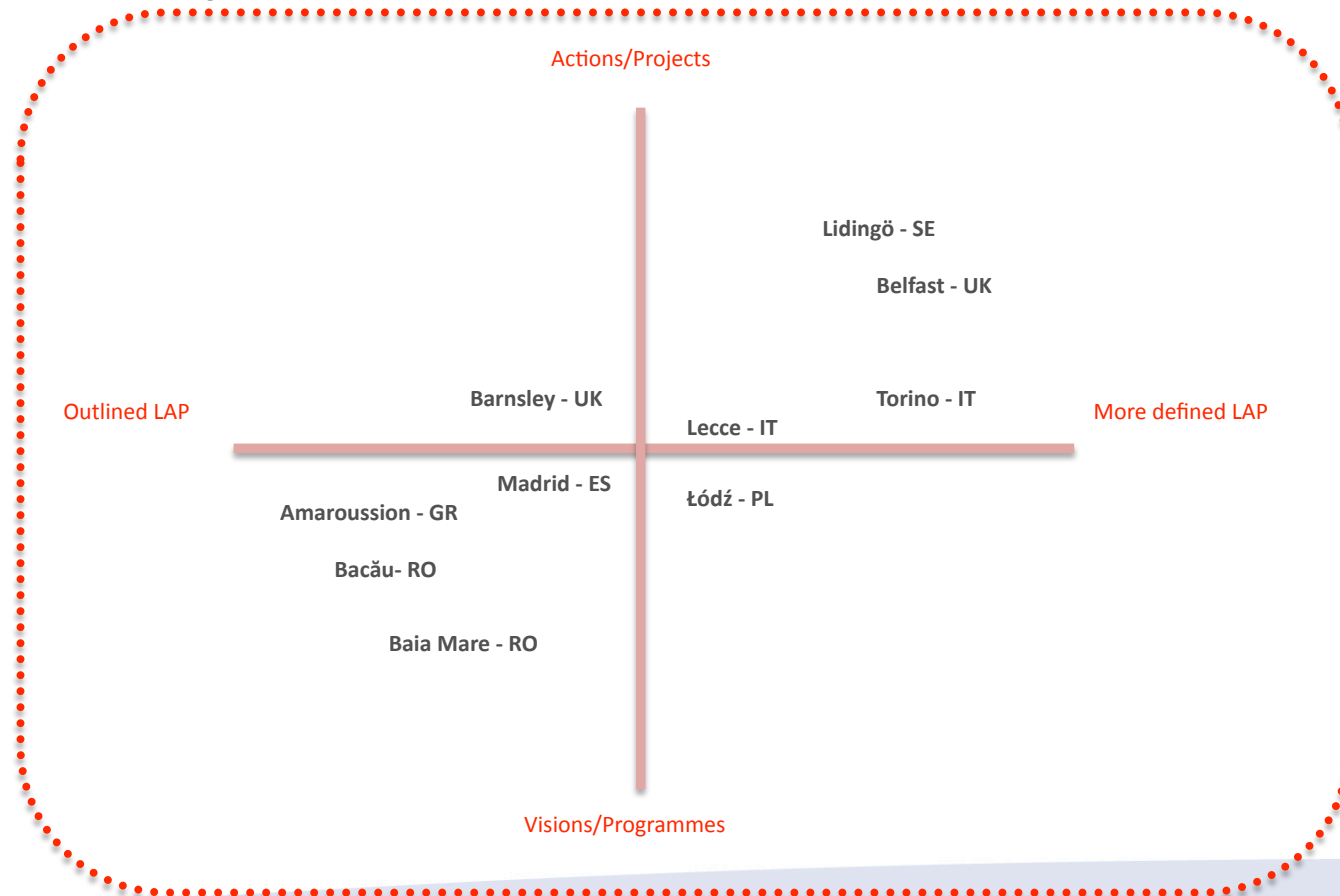 Actions/Projects
Lidingö - SE
Belfast - UK
Barnsley - UK
Torino - IT
Outlined LAP
More defined LAP
Lecce - IT
Madrid - ES
Łódź - PL
Amaroussion - GR
Bacău- RO
Baia Mare - RO
Visions/Programmes